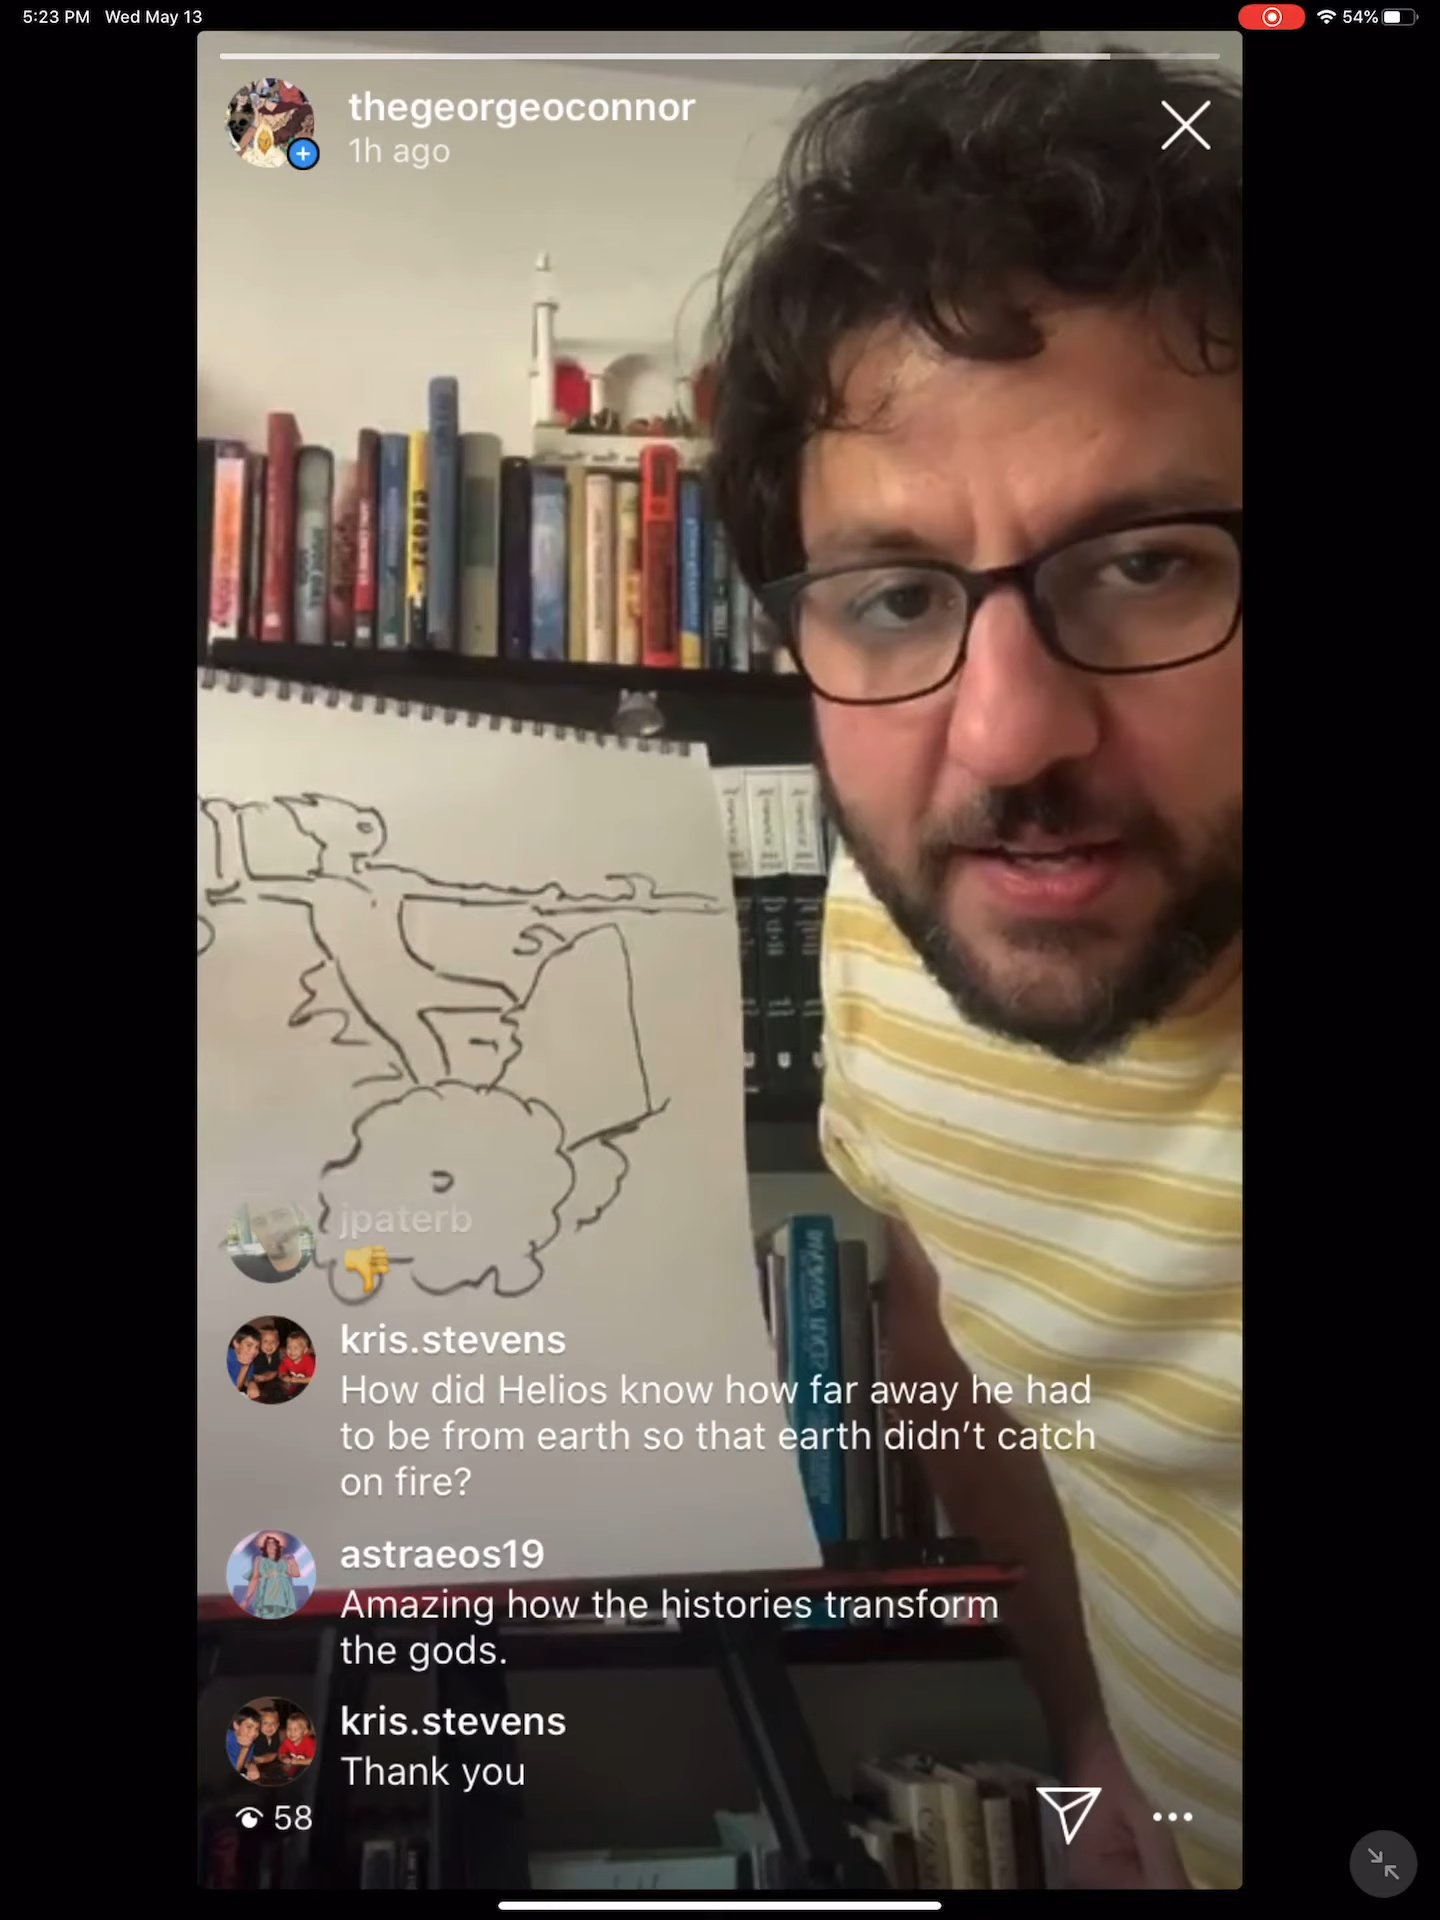 5:23 PM Wed May 13
54%
thegeorgeoconnor
1h ago
jpaterb
kris.stevens
How did Helios know how far away he had
to be from earth so that earth didn't catch
on fire?
astraeos19
Amazing how the histories transform
the gods.
kris.stevens
Thank you
58